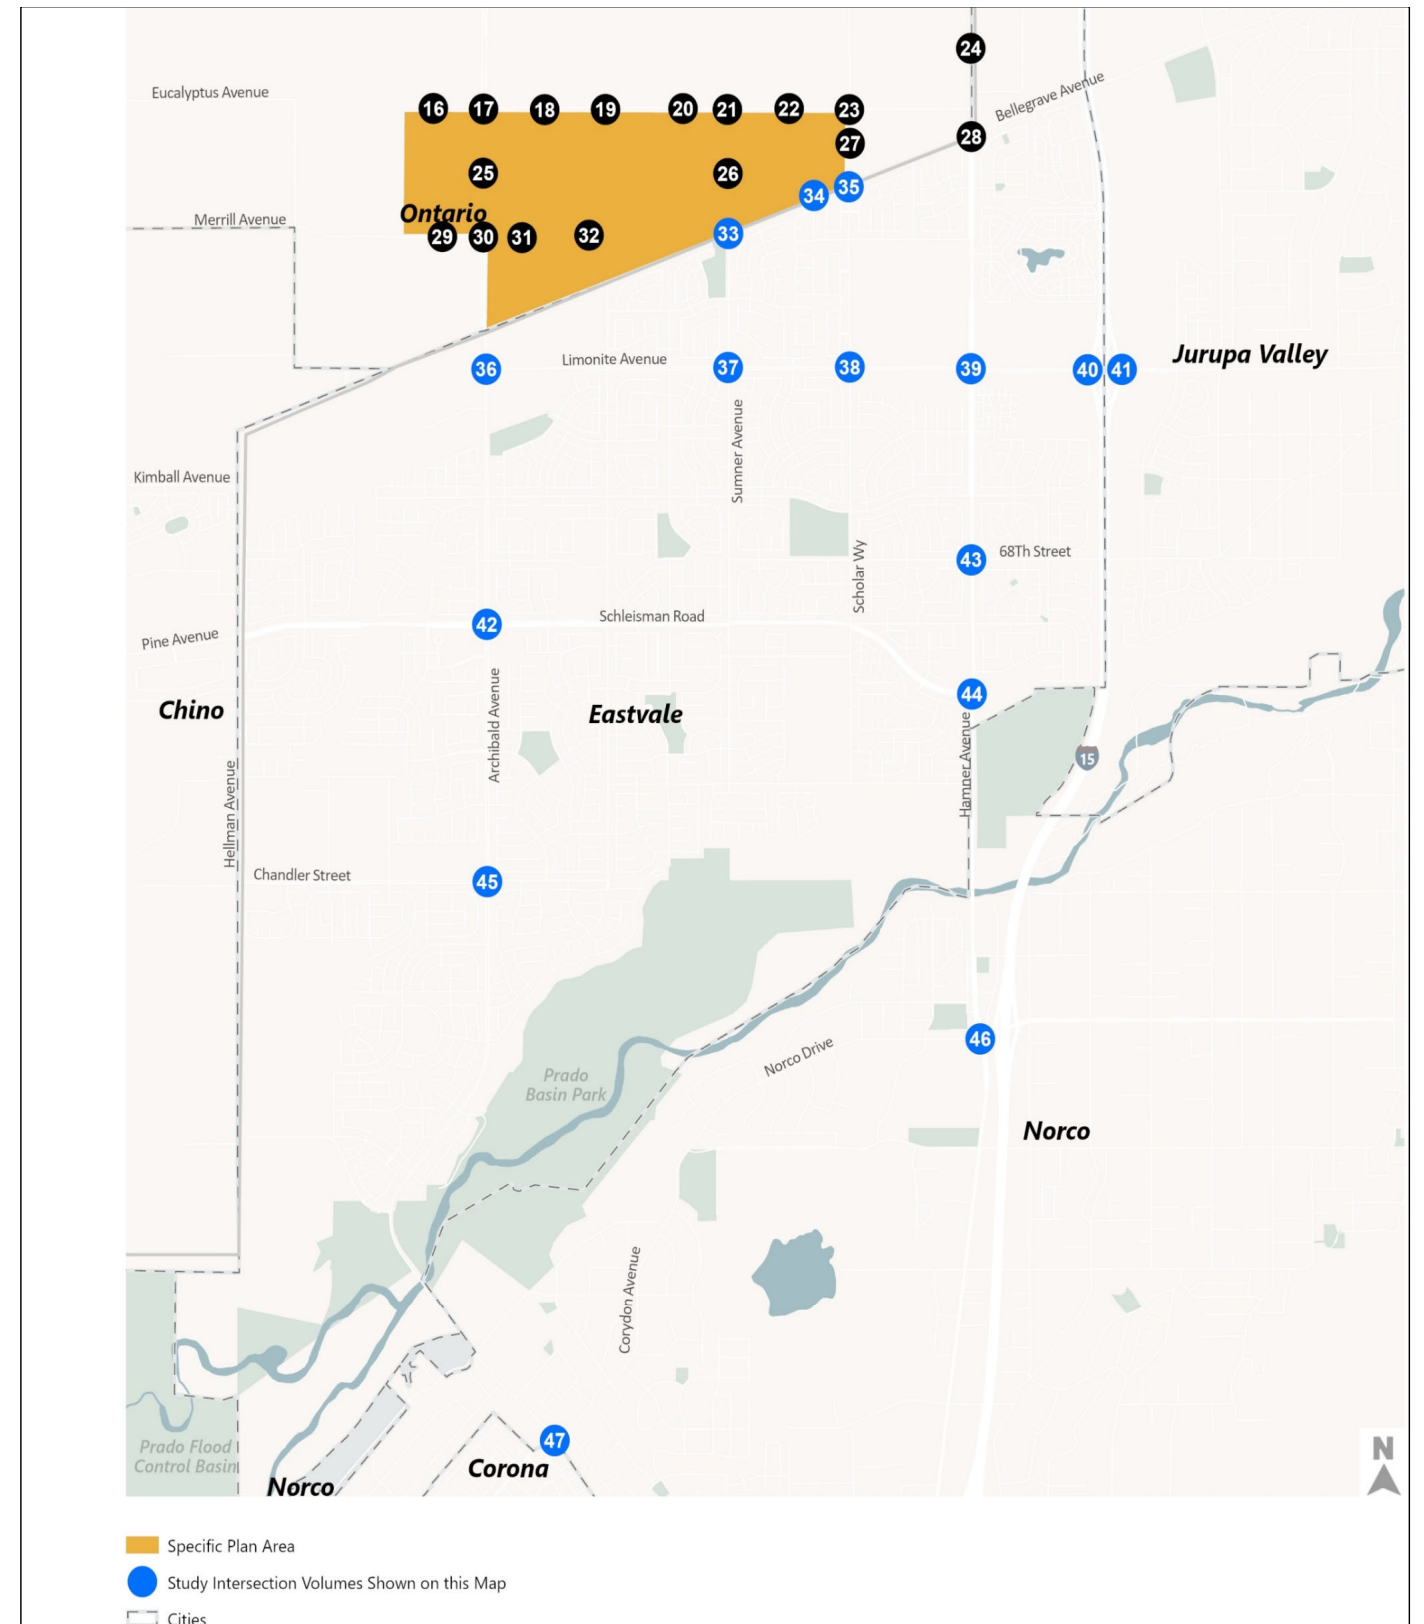 24
Bellegrave Avenue
Eucalyptus Avenue
16
17
18
19
20
21
22
23
28
27
25
26
35
34
Ontario
Merrill Avenue
33
29
30
31
32
Limonite Avenue
Jurupa Valley
36
37
38
39
40
41
Sumner Avenue
Kimball Avenue
43
68Th Street
Scholar Wy
42
Schleisman Road
Pine Avenue
44
Archibald Avenue
Chino
Eastvale
Hamner Avenue
15
Hellman Avenue
Chandler Street
45
46
Norco Drive
Prado
Basin Park
Norco
Corydon Avenue
47
Prado Flood
Control Basin
Corona
Norco
N
Specific Plan Area
Study Intersection Volumes Shown on this Map
Cities